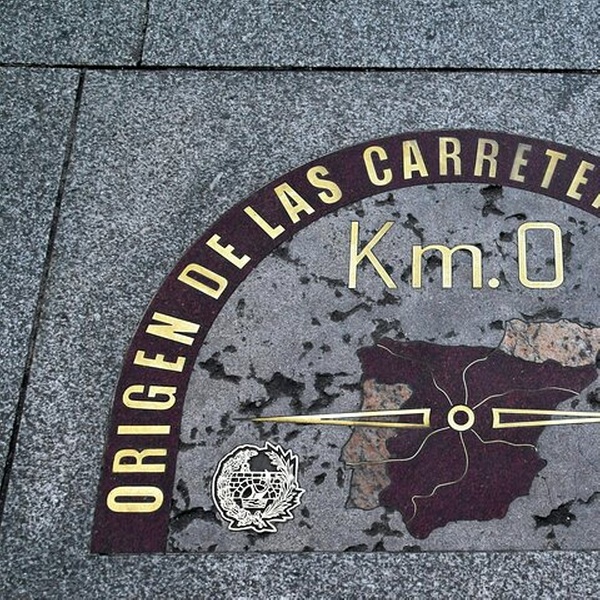 ORIGEN DE LAS CARRETE
Km.0